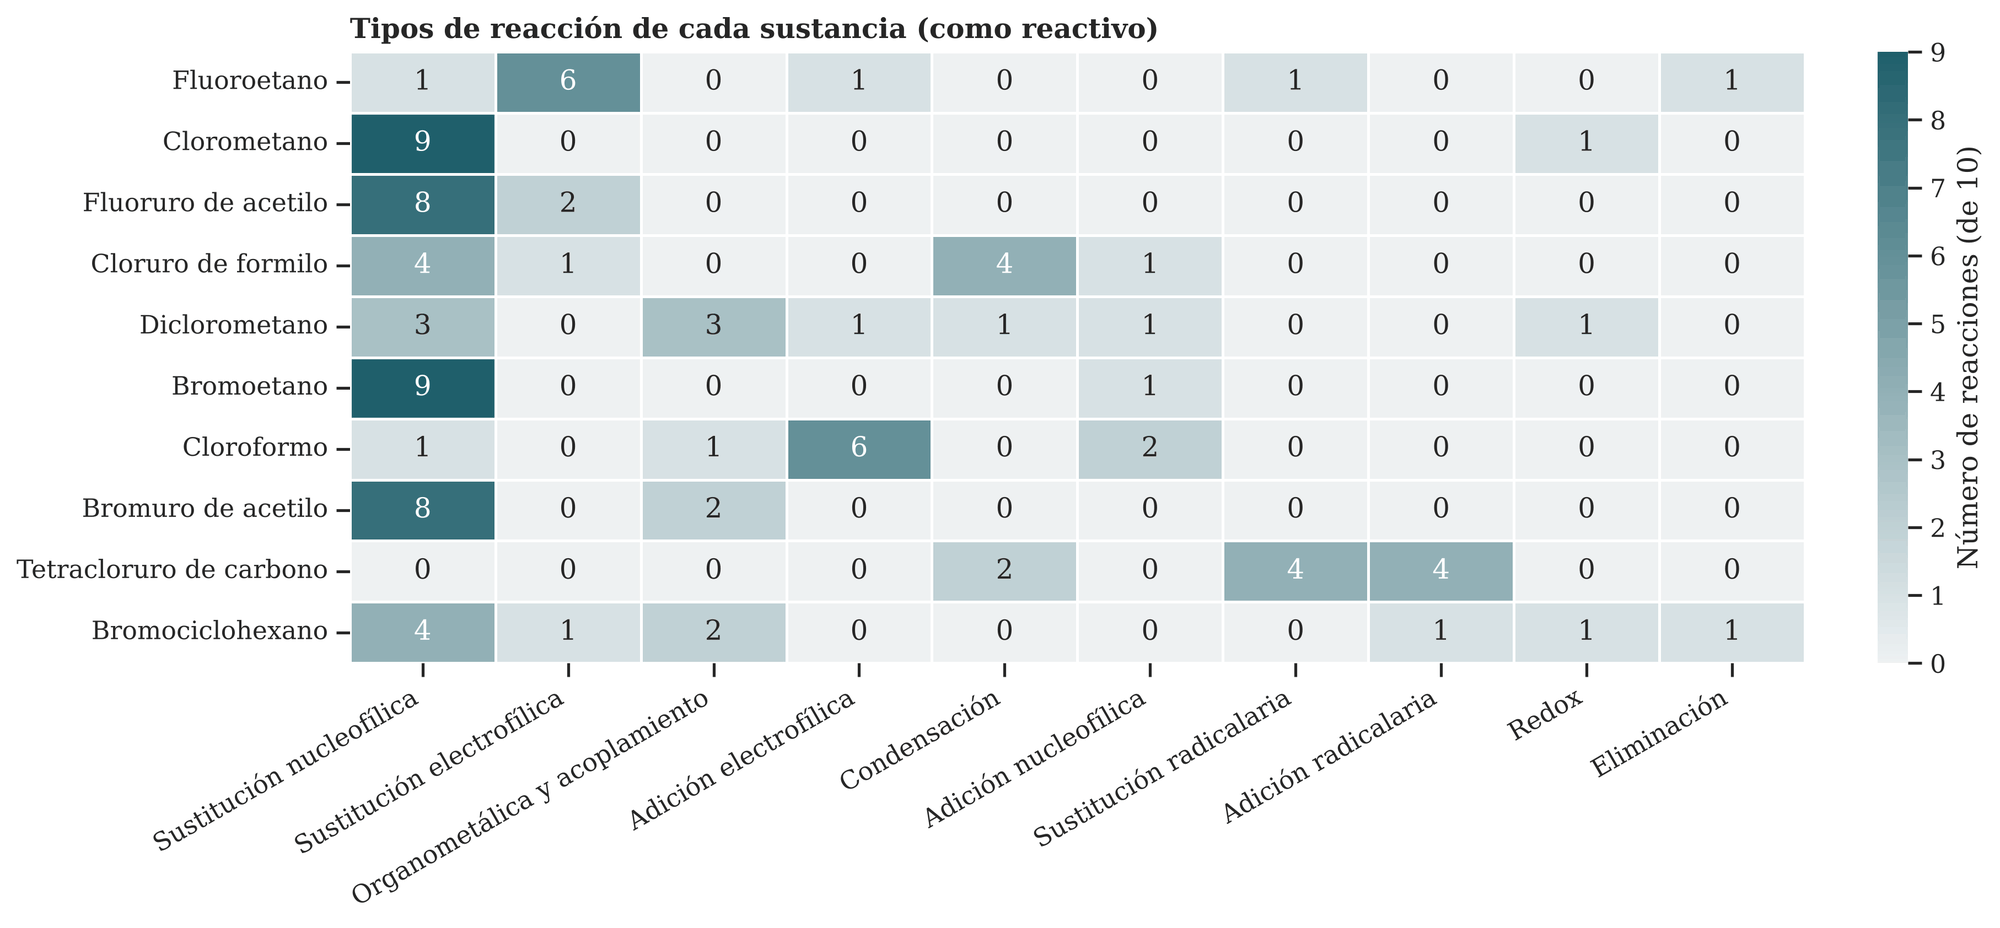 Tipos de reacción de cada sustancia (como reactivo)
Fluoroetano 1 6 0 1 0 0 1 0 0 1
Clorometano 9 0 0 0 0 0 0 0 1 0
Fluoruro de acetilo 8 2 0 0 0 0 0 0 0 0
Cloruro de formilo 4 1 0 0 4 1 0 0 0 0
Diclorometano 3 0 3 1 1 1 0 0 1 0
Bromoetano 9 0 0 0 0 1 0 0 0 0
Cloroformo 1 0 1 6 0 2 0 0 0 0
Bromuro de acetilo 8 0 2 0 0 0 0 0 0 0
Tetracloruro de carbono 0 0 0 0 2 0 4 4 0 0
Bromociclohexano 4 1 2 0 0 0 0 1 1 1
Sustitución nucleofílica
Sustitución electrofílica
Organometálica y acoplamiento
Adición electrofílica
Condensación
Adición nucleofílica
Sustitución radicalaria
Adición radicalaria
Redox
Eliminación
9
8
7
6
5
4
3
2
1
0
Número de reacciones (de 10)